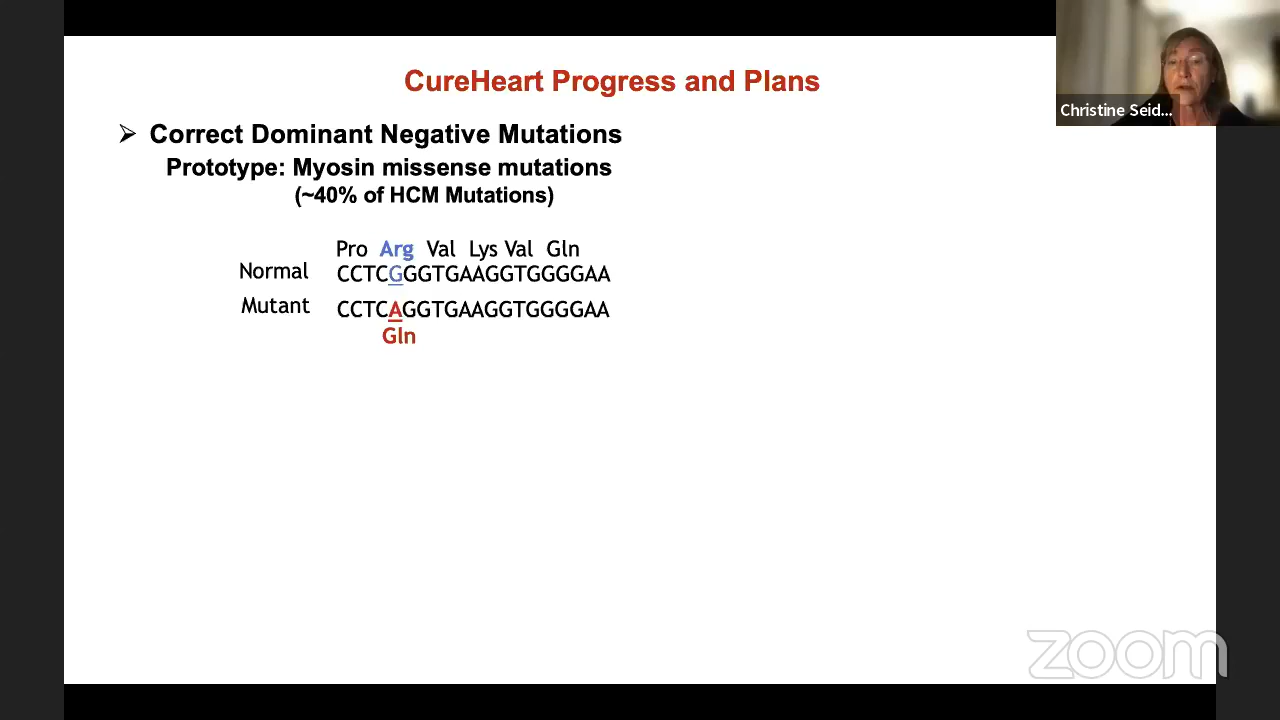 CureHeart Progress and Plans
Christine Seid...
➢ Correct Dominant Negative Mutations
Prototype: Myosin missense mutations
(~40% of HCM Mutations)
Pro Arg Val Lys Val Gln
Normal CCTCGGGTGAAGGTGGGGAA
Mutant CCTCAGGTGAAGGTGGGGAA
Gln
zoom